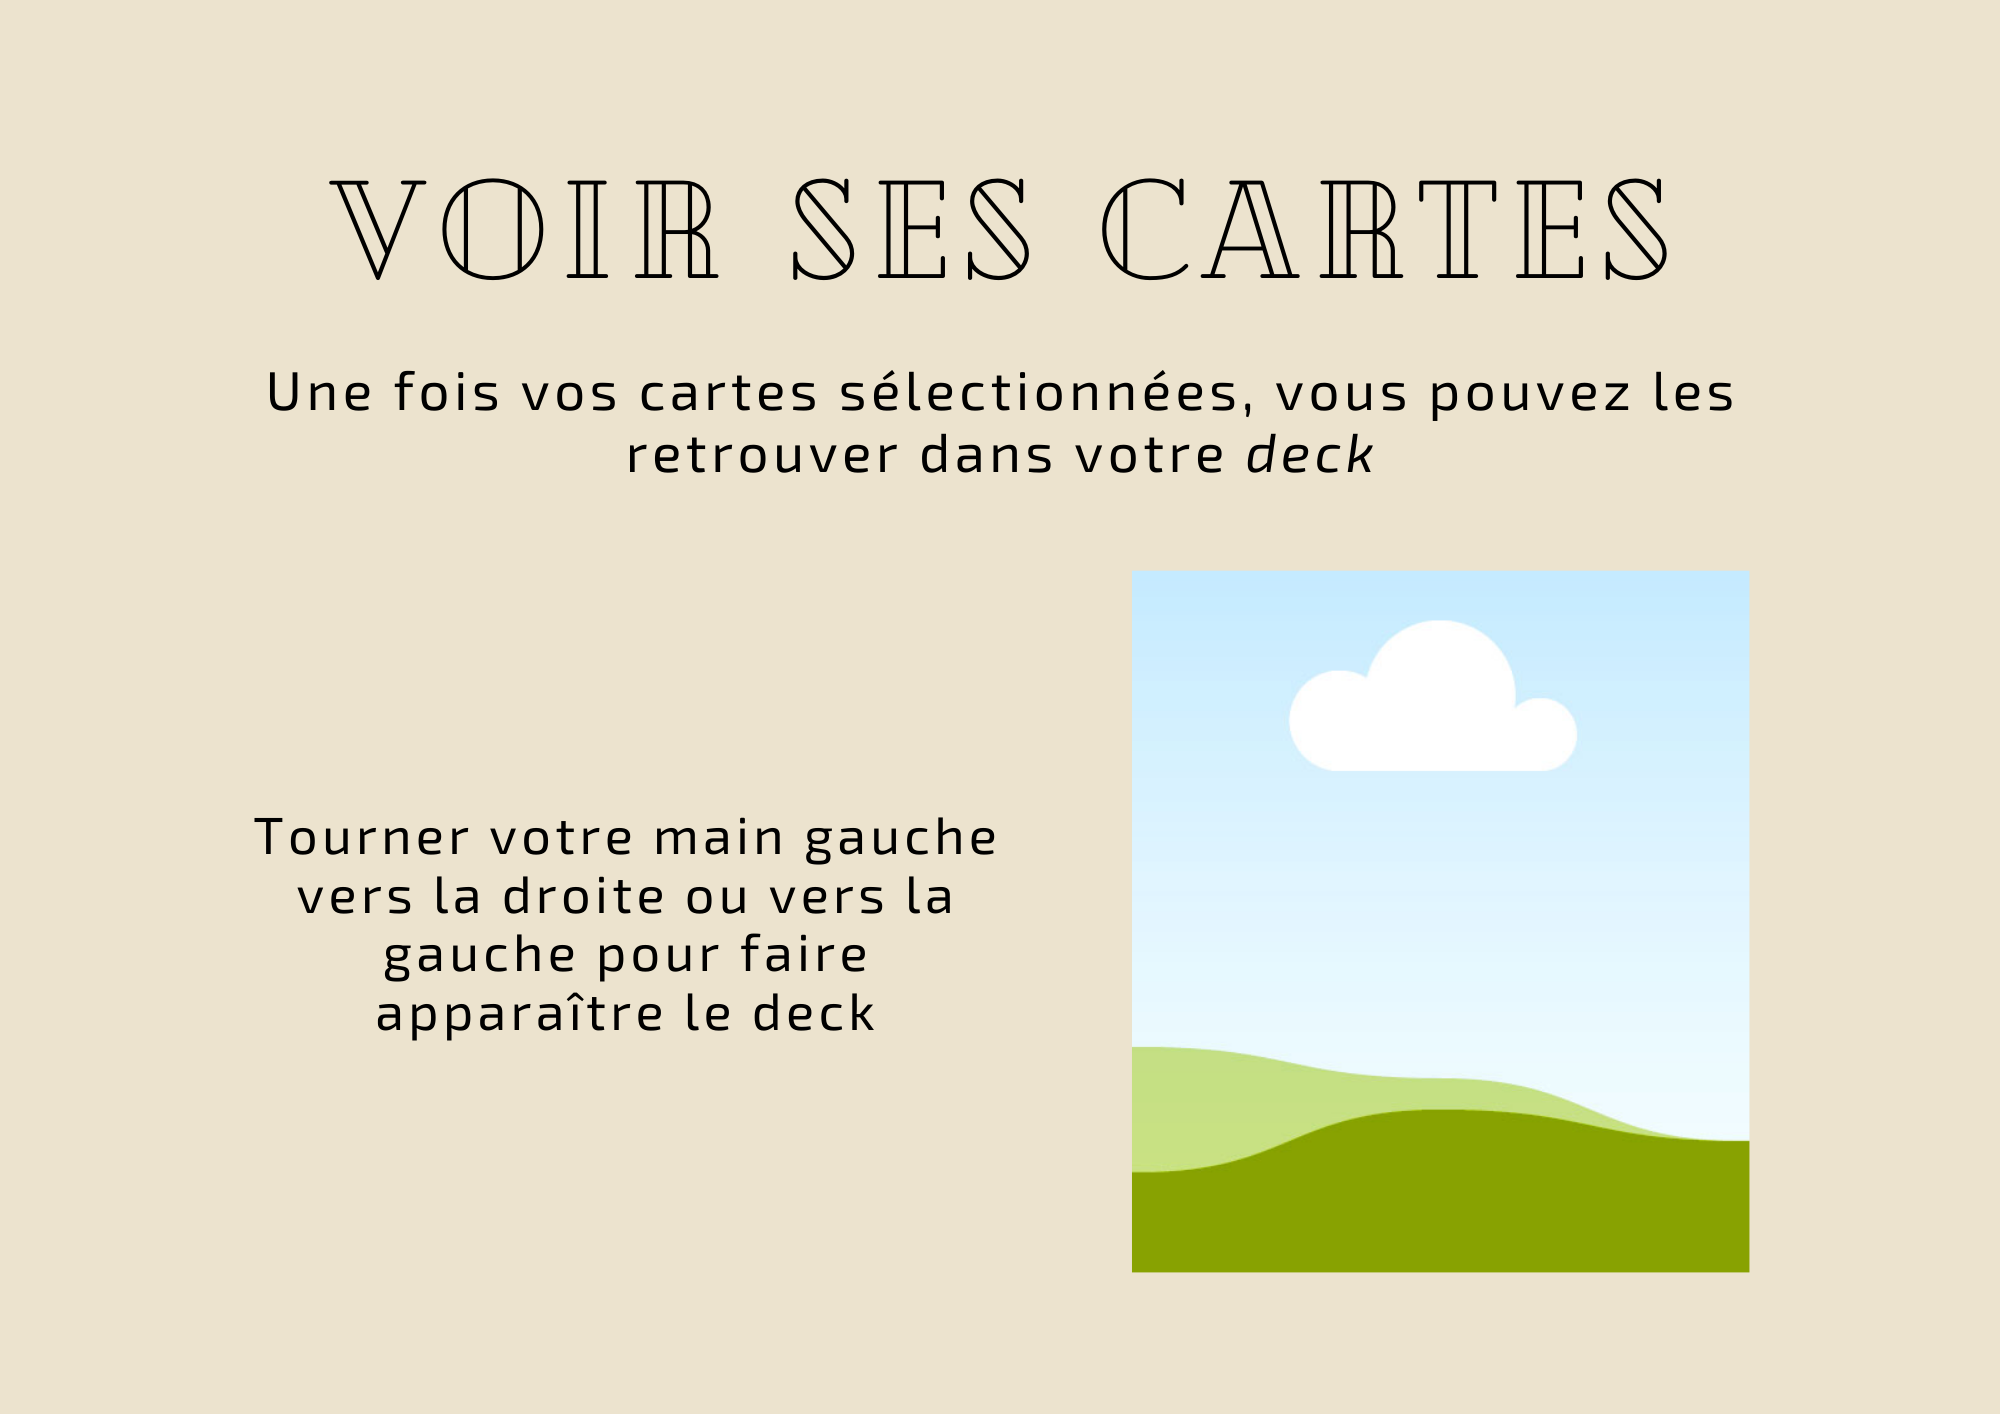 VOIR SES CARTES
Une fois vos cartes sélectionnées, vous pouvez les
retrouver dans votre deck
Tourner votre main gauche
vers la droite ou vers la
gauche pour faire
apparaître le deck